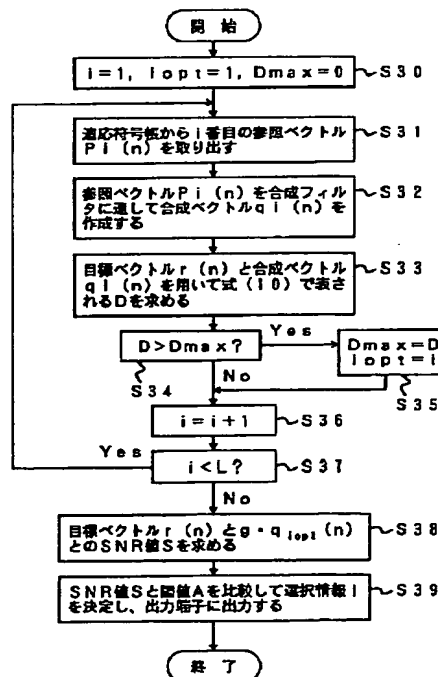 開 始
i=1, iopt=1, Dmax=0
S30
適応符号帳からi番目の参照ベクトル
Pi(n)を取り出す
S31
参照ベクトルPi(n)を合成フィル
タに通して合成ベクトルqi(n)を
作成する
S32
目標ベクトルr(n)と合成ベクトル
qi(n)を用いて式(10)で表さ
れるDを求める
S33
D>Dmax?
Yes
Dmax=D
iopt=i
S34
No
S35
i=i+1
S36
Yes
i<L?
S37
No
目標ベクトルr(n)とg・qiopt(n)
とのSNR値Sを求める
S38
SNR値Sと閾値Aを比較して選択情報I
を決定し、出力端子に出力する
S39
終 了